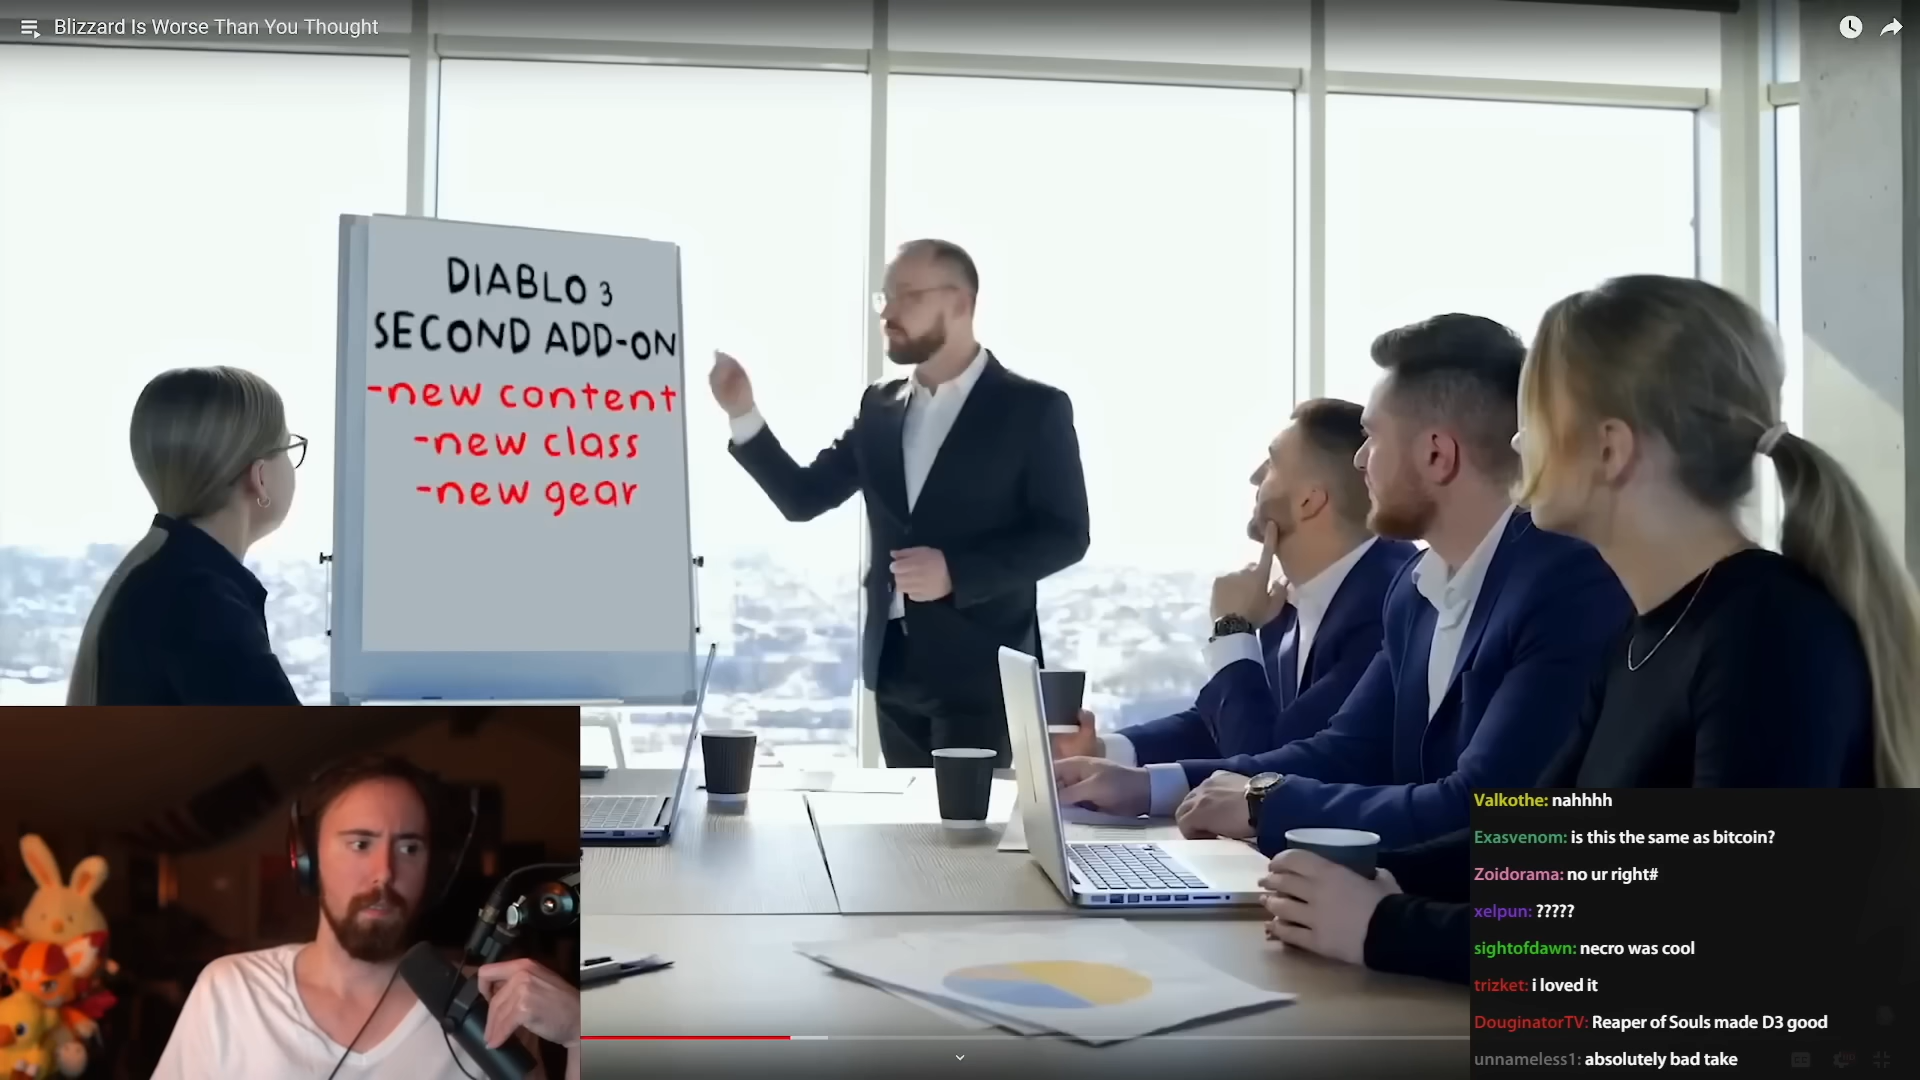 Blizzard Is Worse Than You Thought
DIABLO 3
SECOND ADD-ON
-new content
-new class
-new gear
Valkothe: nahhhh
Exasvenom: is this the same as bitcoin?
Zoidorama: no ur right#
xelpun: ?????
sightofdawn: necro was cool
trizket: i loved it
DouginatorTV: Reaper of Souls made D3 good
unnameless1: absolutely bad take